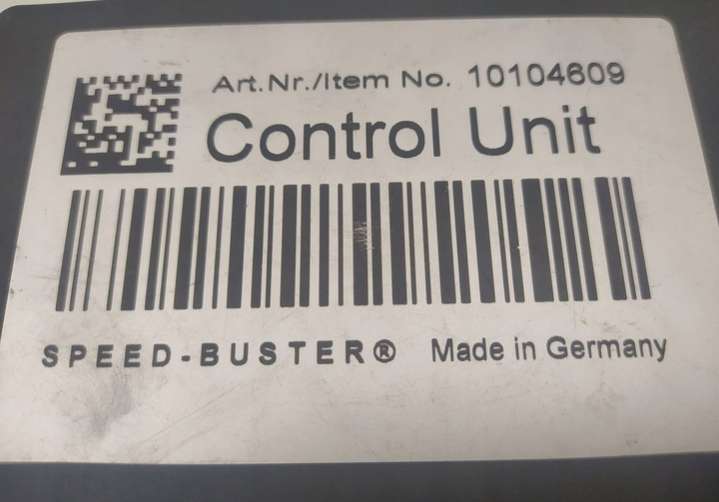 Art.Nr./Item No. 10104609
Control Unit
SPEED-BUSTER® Made in Germany